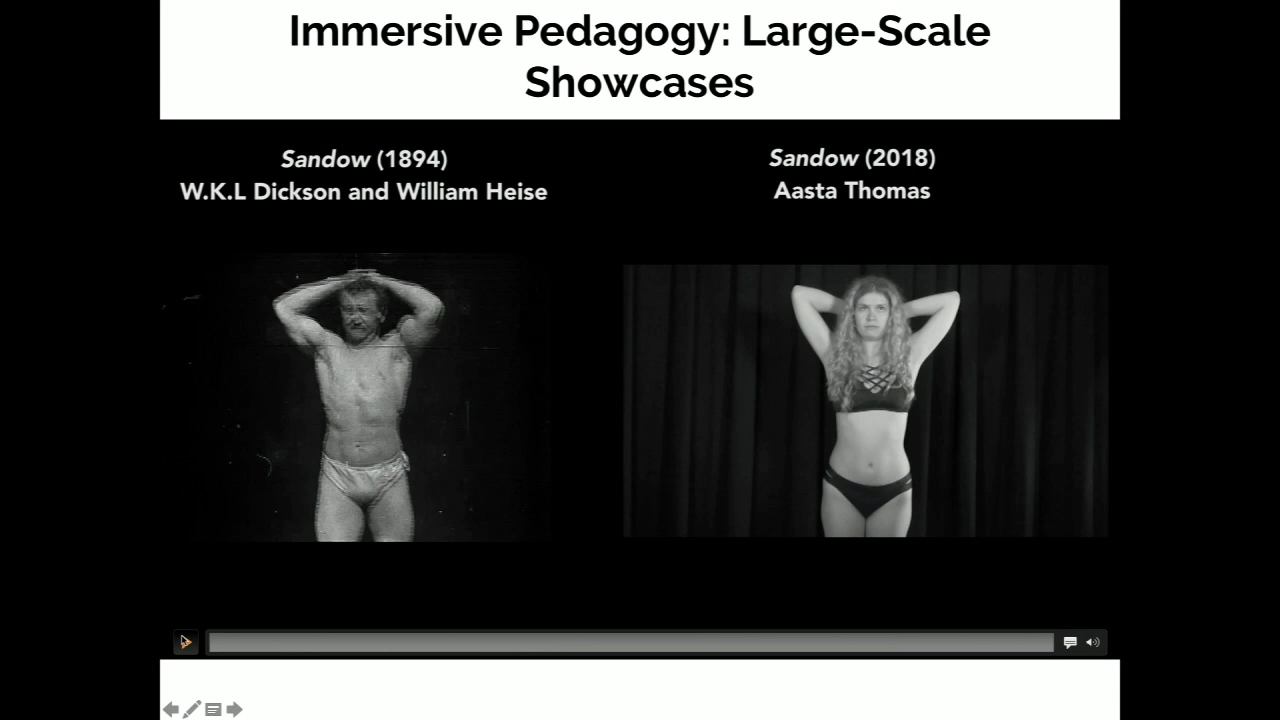 Immersive Pedagogy: Large-Scale
Showcases
Sandow (1894)
W.K.L Dickson and William Heise
Sandow (2018)
Aasta Thomas